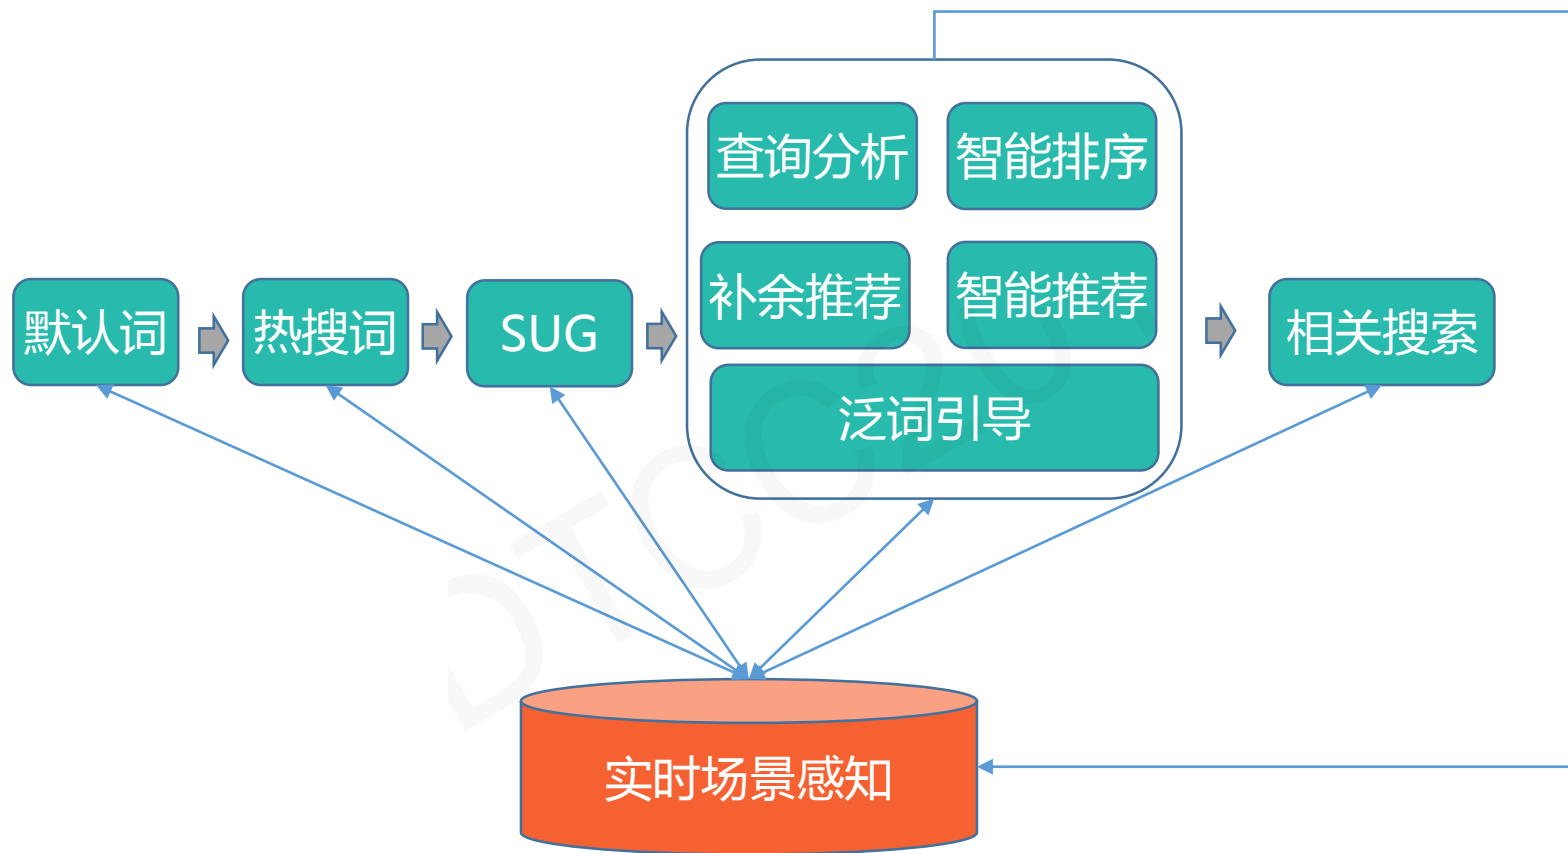 查询分析
智能排序
补余推荐
智能推荐
默认词
热搜词
SUG
泛词引导
相关搜索
实时场景感知
DTCC20